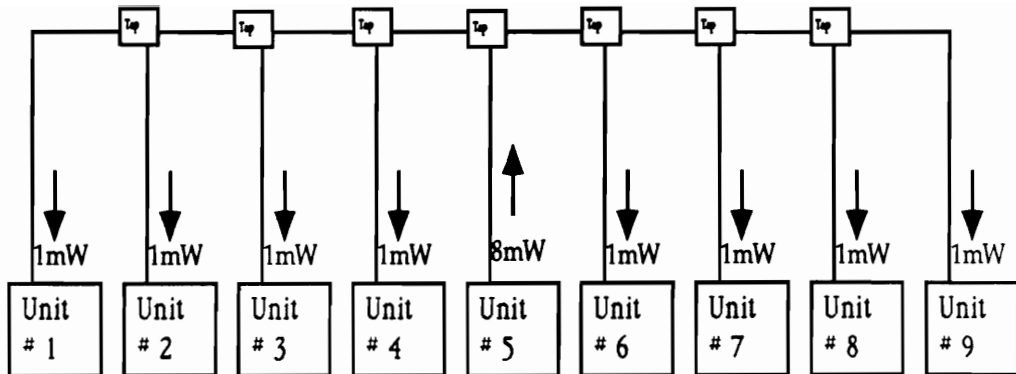 Tap Tap Tap Tap Tap Tap Tap
1mW 1mW 1mW 1mW 8mW 1mW 1mW 1mW 1mW
Unit Unit Unit Unit Unit Unit Unit Unit Unit
# 1 # 2 # 3 # 4 # 5 # 6 # 7 # 8 # 9